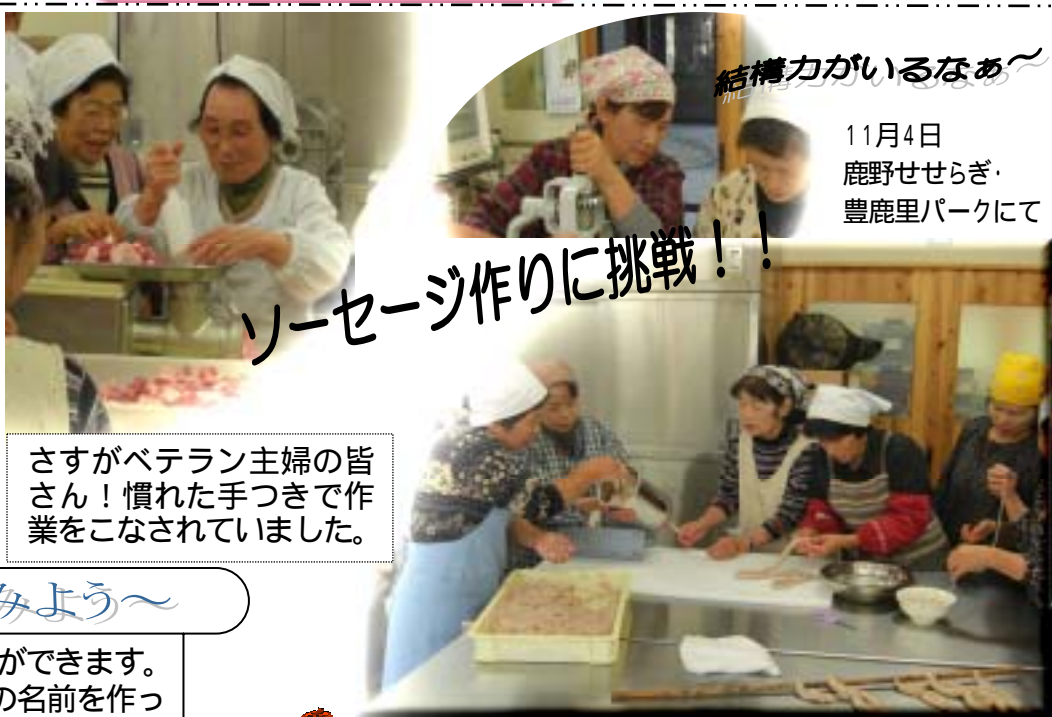 結構力がいるなぁ～
11月4日
鹿野せせらぎ・
豊鹿里パークにて
ソーセージ作りに挑戦！！
さすがベテラン主婦の皆
さん！慣れた手つきで作
業をこなされていました。
みよう～
ができます。
の名前を作っ